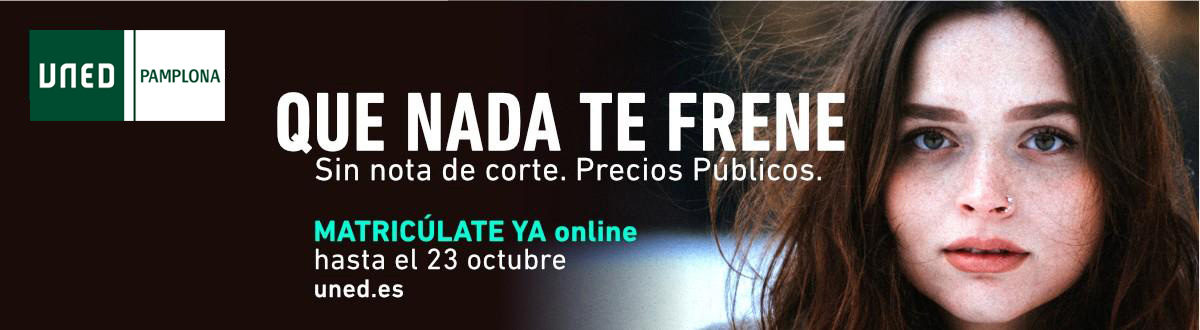 UNED PAMPLONA
QUE NADA TE FRENE
Sin nota de corte. Precios Públicos.
MATRICÚLATE YA online
hasta el 23 octubre
uned.es